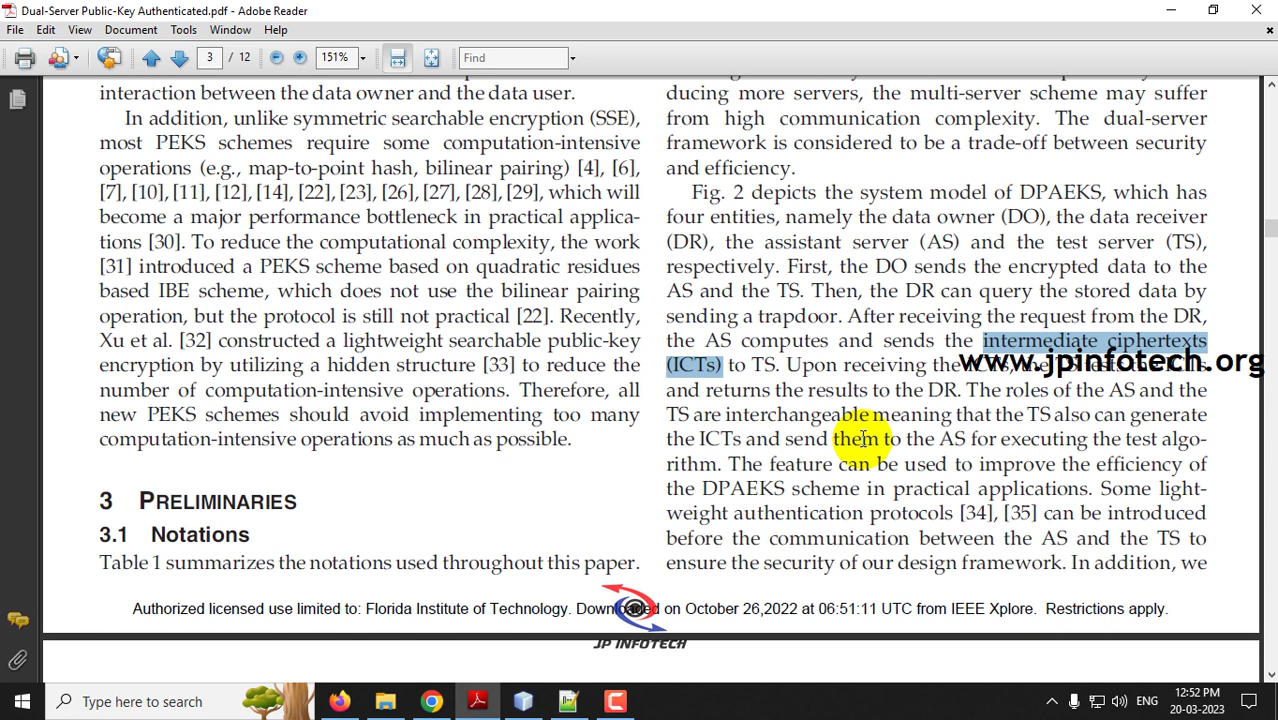 Dual-Server Public-Key Authenticated.pdf - Adobe Reader
File Edit View Document Tools Window Help
3 / 12 151% Find
interaction between the data owner and the data user.
In addition, unlike symmetric searchable encryption (SSE),
most PEKS schemes require some computation-intensive
operations (e.g., map-to-point hash, bilinear pairing) [4], [6],
[7], [10], [11], [12], [14], [22], [23], [26], [27], [28], [29], which will
become a major performance bottleneck in practical applica-
tions [30]. To reduce the computational complexity, the work
[31] introduced a PEKS scheme based on quadratic residues
based IBE scheme, which does not use the bilinear pairing
operation, but the protocol is still not practical [22]. Recently,
Xu et al. [32] constructed a lightweight searchable public-key
encryption by utilizing a hidden structure [33] to reduce the
number of computation-intensive operations. Therefore, all
new PEKS schemes should avoid implementing too many
computation-intensive operations as much as possible.
3 PRELIMINARIES
3.1 Notations
Table 1 summarizes the notations used throughout this paper.
ducing more servers, the multi-server scheme may suffer
from high communication complexity. The dual-server
framework is considered to be a trade-off between security
and efficiency.
Fig. 2 depicts the system model of DPAEKS, which has
four entities, namely the data owner (DO), the data receiver
(DR), the assistant server (AS) and the test server (TS),
respectively. First, the DO sends the encrypted data to the
AS and the TS. Then, the DR can query the stored data by
sending a trapdoor. After receiving the request from the DR,
the AS computes and sends the intermediate ciphertexts
(ICTs) to TS. Upon receiving the ICTs, the TS tests the ICTs
www.jpinfotech.org
and returns the results to the DR. The roles of the AS and the
TS are interchangeable meaning that the TS also can generate
the ICTs and send them to the AS for executing the test algo-
rithm. The feature can be used to improve the efficiency of
the DPAEKS scheme in practical applications. Some light-
weight authentication protocols [34], [35] can be introduced
before the communication between the AS and the TS to
ensure the security of our design framework. In addition, we
Authorized licensed use limited to: Florida Institute of Technology. Downloaded on October 26,2022 at 06:51:11 UTC from IEEE Xplore. Restrictions apply.
JP INFOTECH
Type here to search
ENG
12:52 PM
20-03-2023